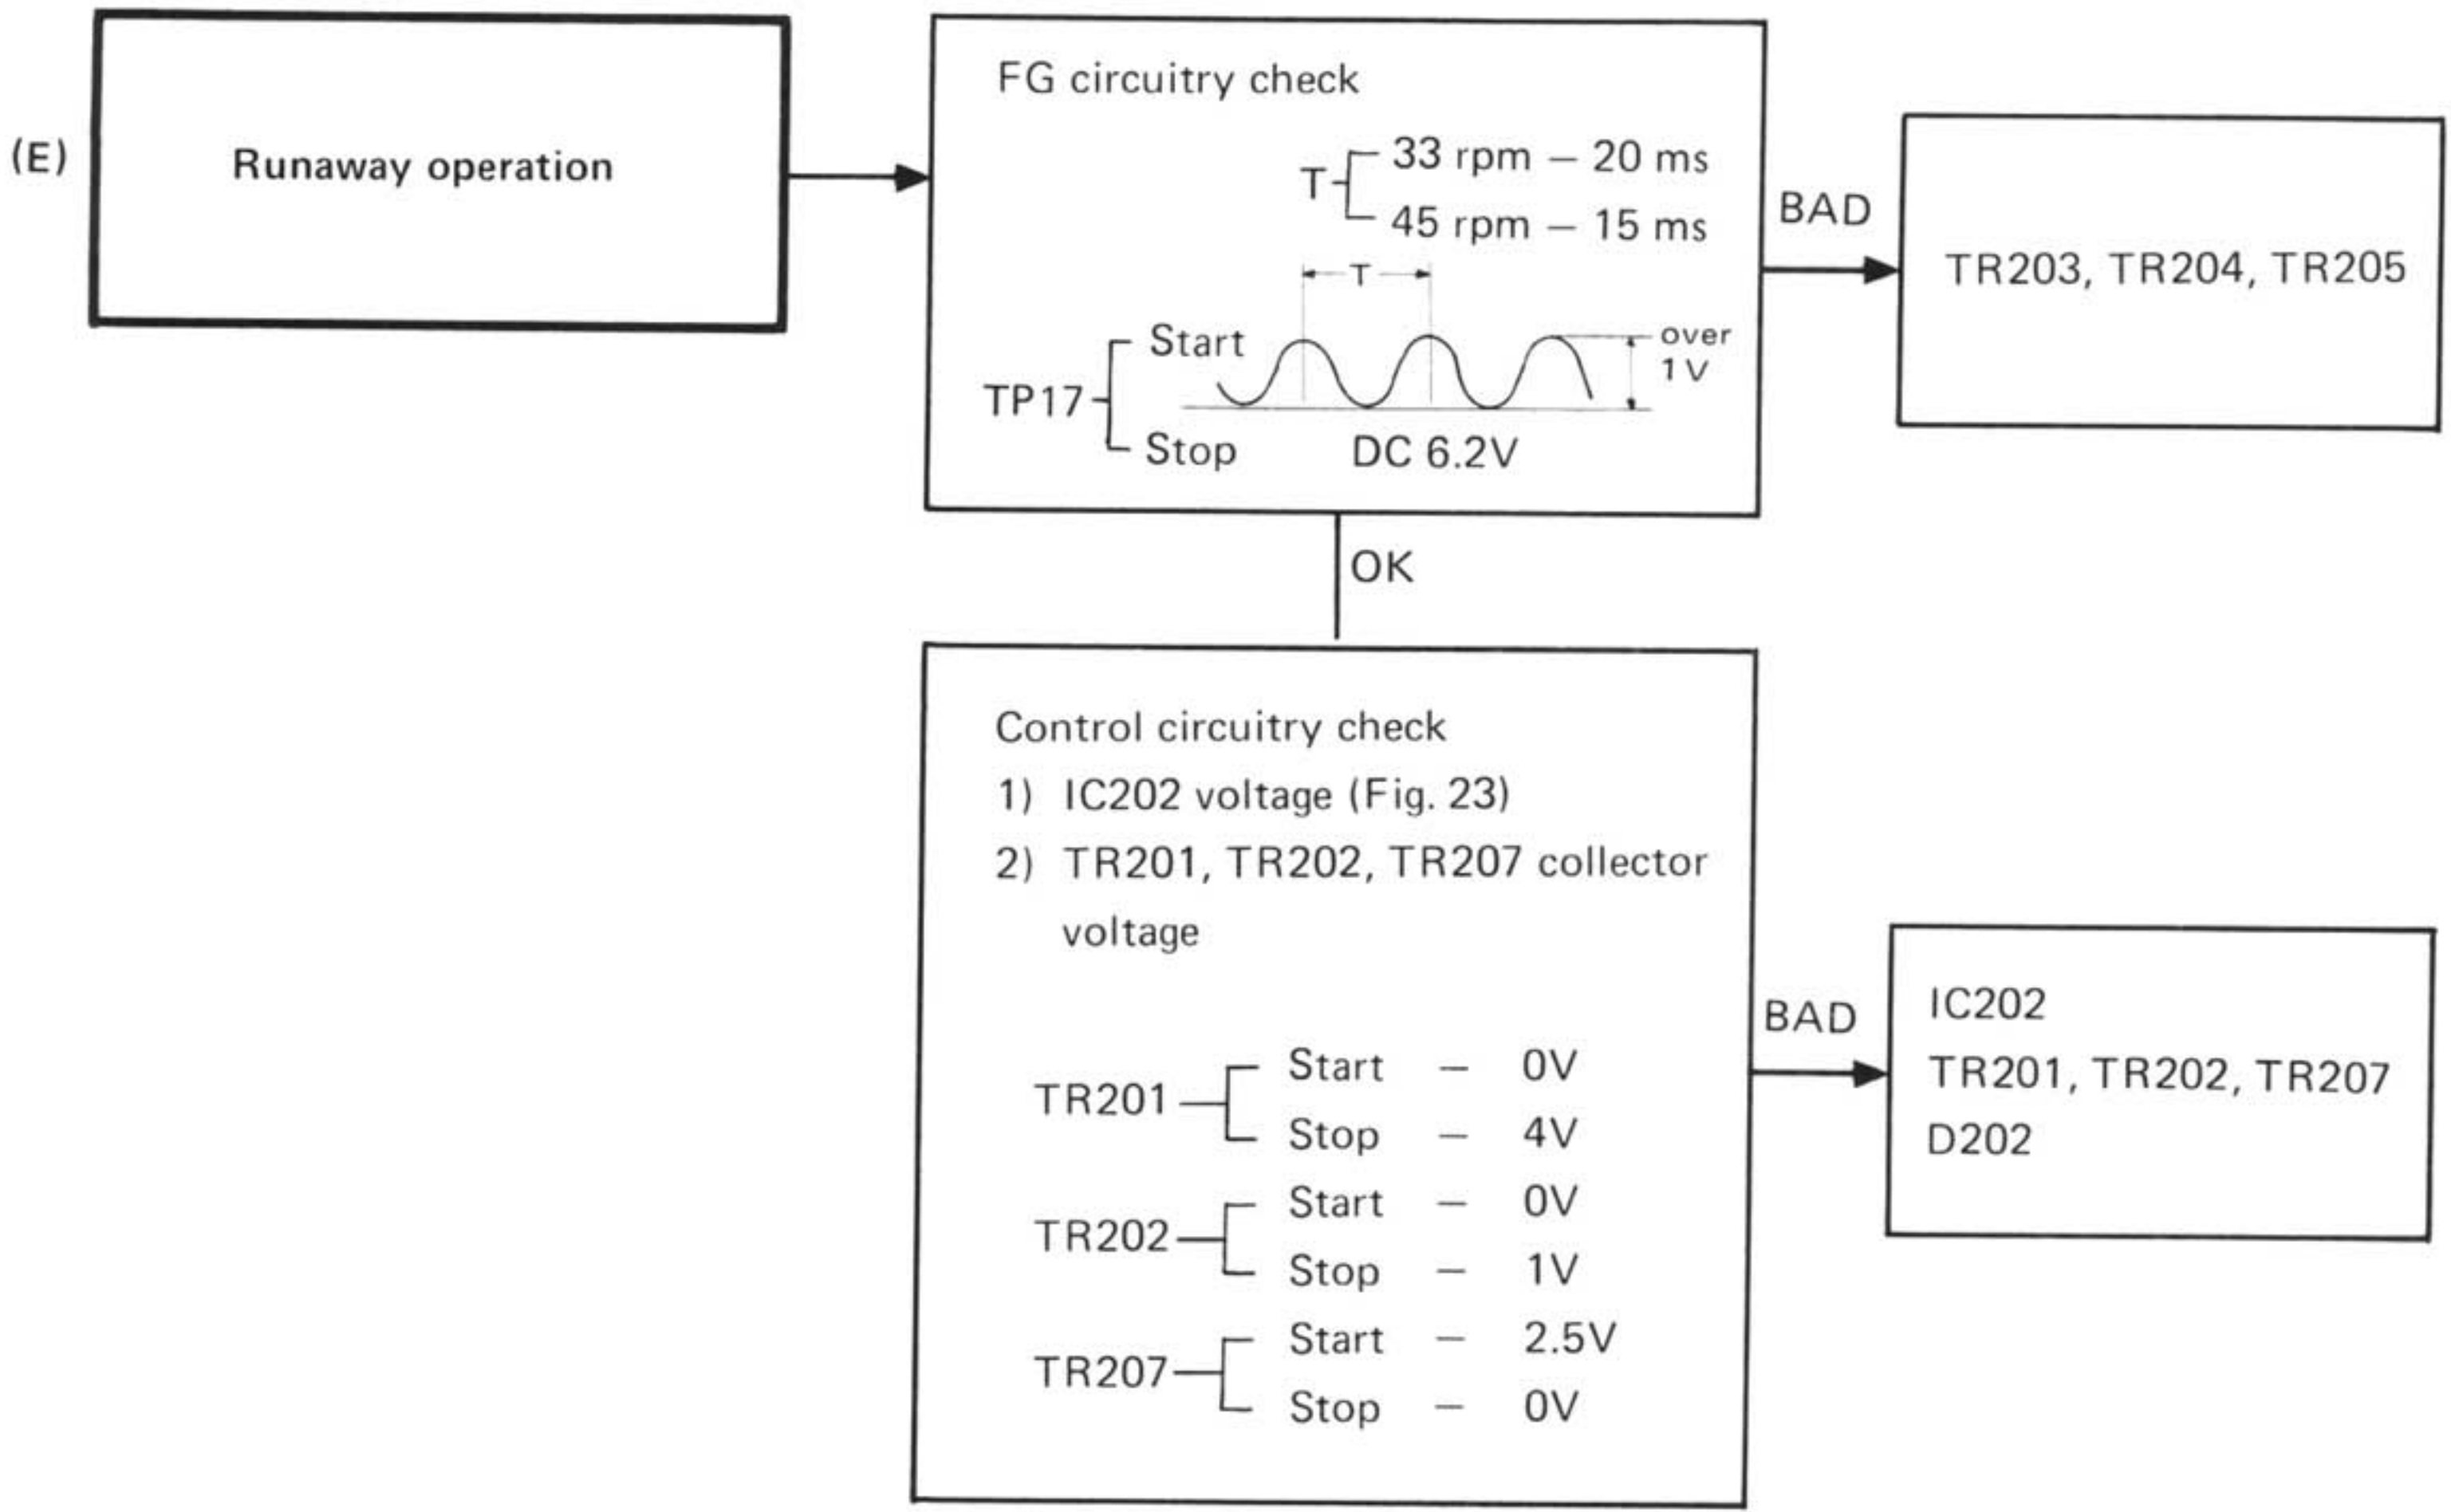 (E)
Runaway operation
FG circuitry check
T
33 rpm — 20 ms
45 rpm — 15 ms
T
TP17
Start
over
1V
Stop DC 6.2V
BAD
TR203, TR204, TR205
OK
Control circuitry check
1) IC202 voltage (Fig. 23)
2) TR201, TR202, TR207 collector
voltage
TR201
Start — 0V
Stop — 4V
TR202
Start — 0V
Stop — 1V
TR207
Start — 2.5V
Stop — 0V
BAD
IC202
TR201, TR202, TR207
D202